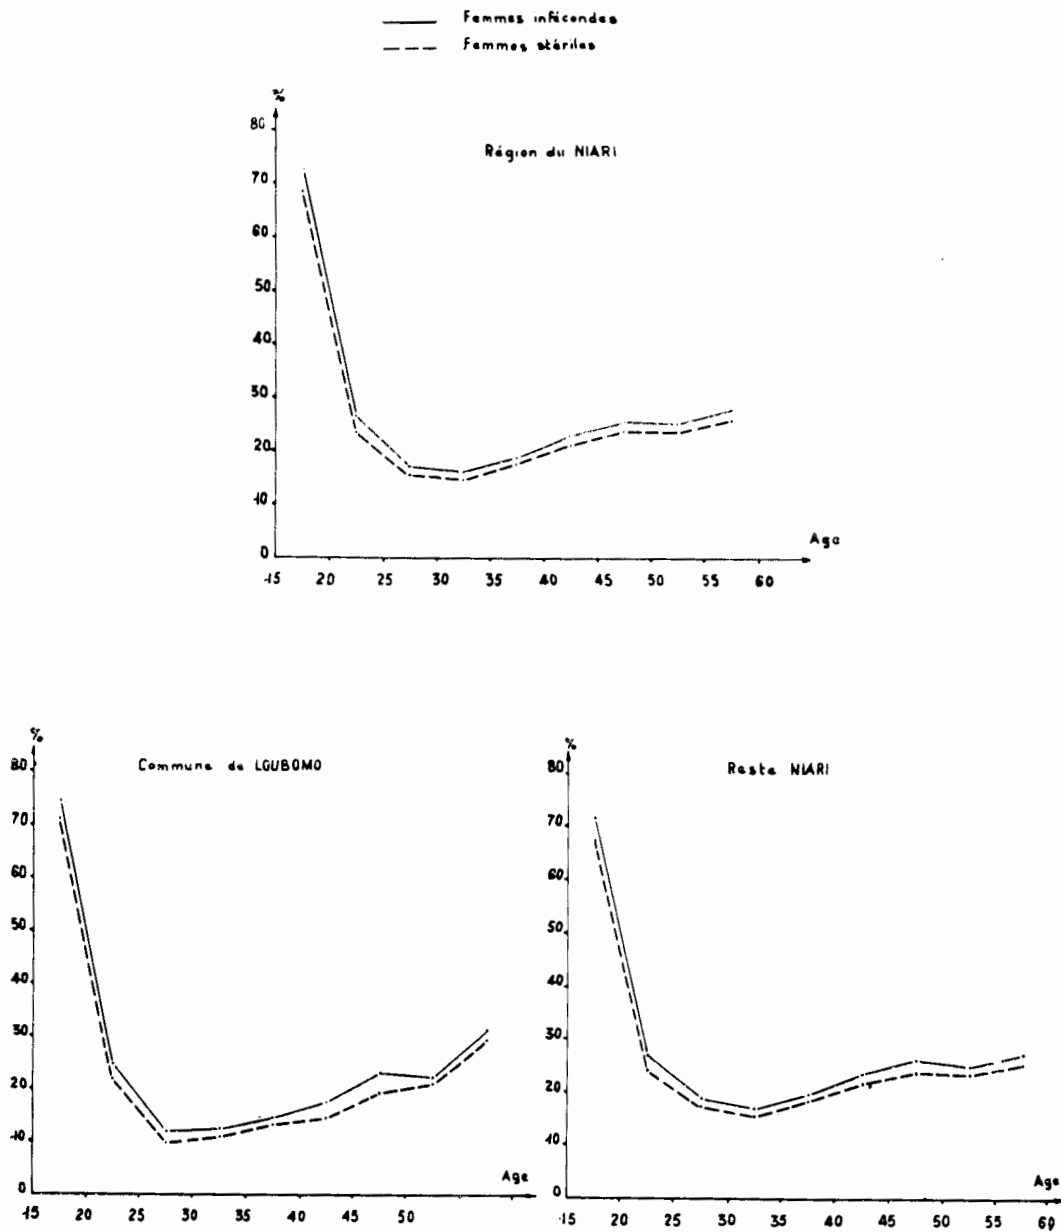 Femmes infécondes
Femmes stériles
%
Région du NIARI
80
70
60
50
40
30
20
10
0
Age
15 20 25 30 35 40 45 50 55 60
%
Commune de LOUBOMO
80
70
60
50
40
30
20
10
0
Age
15 20 25 30 35 40 45 50
%
Reste NIARI
80
70
60
50
40
30
20
10
0
Age
15 20 25 30 35 40 45 50 55 60